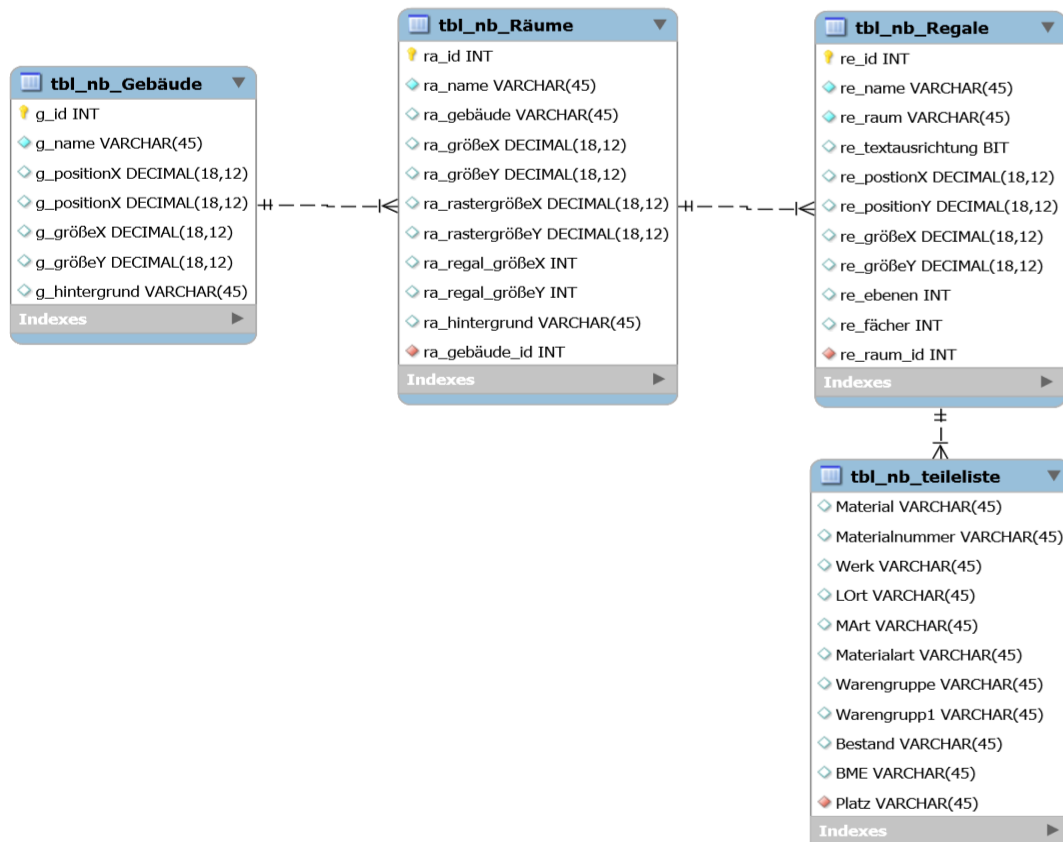 tbl_nb_Gebäude
g_id INT
g_name VARCHAR(45)
g_positionX DECIMAL(18,12)
g_positionX DECIMAL(18,12)
g_größeX DECIMAL(18,12)
g_größeY DECIMAL(18,12)
g_hintergrund VARCHAR(45)
Indexes
tbl_nb_Räume
ra_id INT
ra_name VARCHAR(45)
ra_gebäude VARCHAR(45)
ra_größeX DECIMAL(18,12)
ra_größeY DECIMAL(18,12)
ra_rastergrößeX DECIMAL(18,12)
ra_rastergrößeY DECIMAL(18,12)
ra_regal_größeX INT
ra_regal_größeY INT
ra_hintergrund VARCHAR(45)
ra_gebäude_id INT
Indexes
tbl_nb_Regale
re_id INT
re_name VARCHAR(45)
re_raum VARCHAR(45)
re_textausrichtung BIT
re_postionX DECIMAL(18,12)
re_positionY DECIMAL(18,12)
re_größeX DECIMAL(18,12)
re_größeY DECIMAL(18,12)
re_ebenen INT
re_fächer INT
re_raum_id INT
Indexes
tbl_nb_teileliste
Material VARCHAR(45)
Materialnummer VARCHAR(45)
Werk VARCHAR(45)
LOrt VARCHAR(45)
MArt VARCHAR(45)
Materialart VARCHAR(45)
Warengruppe VARCHAR(45)
Warengrupp1 VARCHAR(45)
Bestand VARCHAR(45)
BME VARCHAR(45)
Platz VARCHAR(45)
Indexes